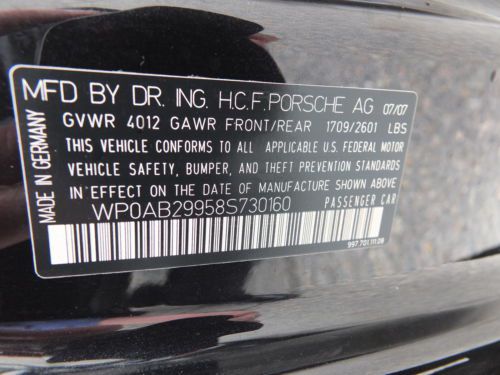 MFD BY DR. ING. H.C.F. PORSCHE AG 07/07
GVWR 4012 GAWR FRONT/REAR 1709/2601 LBS
THIS VEHICLE CONFORMS TO ALL APPLICABLE U.S. FEDERAL MOTOR
VEHICLE SAFETY, BUMPER, AND THEFT PREVENTION STANDARDS
IN EFFECT ON THE DATE OF MANUFACTURE SHOWN ABOVE.
WP0AB29958S730160 PASSENGER CAR
997.701.111.08
MADE IN GERMANY